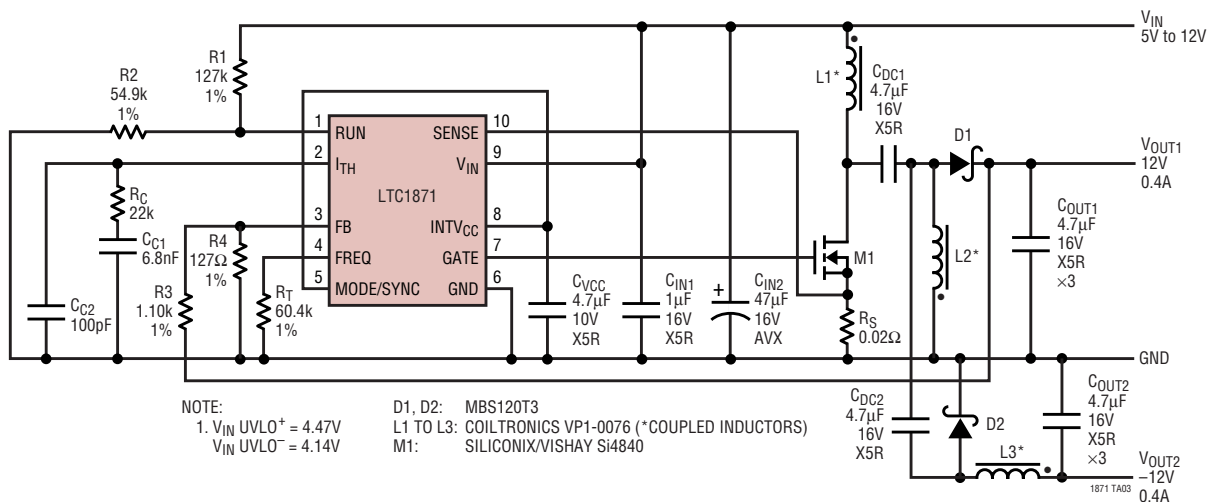 VIN
5V to 12V
R1
127k
1%
R2
54.9k
1%
L1*
CDC1
4.7µF
16V
X5R
D1
VOUT1
12V
0.4A
1
RUN
SENSE
10
2
ITH
VIN
9
LTC1871
3
FB
INTVCC
8
4
FREQ
GATE
7
5
MODE/SYNC
GND
6
RC
22k
CC1
6.8nF
CC2
100pF
R4
127Ω
1%
R3
1.10k
1%
RT
60.4k
1%
CVCC
4.7µF
10V
X5R
CIN1
1µF
16V
X5R
+
CIN2
47µF
16V
AVX
M1
RS
0.02Ω
L2*
COUT1
4.7µF
16V
X5R
×3
GND
CDC2
4.7µF
16V
X5R
D2
L3*
COUT2
4.7µF
16V
X5R
×3
VOUT2
–12V
0.4A
NOTE:
1. VIN UVLO+ = 4.47V
VIN UVLO– = 4.14V
D1, D2: MBS120T3
L1 TO L3: COILTRONICS VP1-0076 (*COUPLED INDUCTORS)
M1: SILICONIX/VISHAY Si4840
1871 TA03